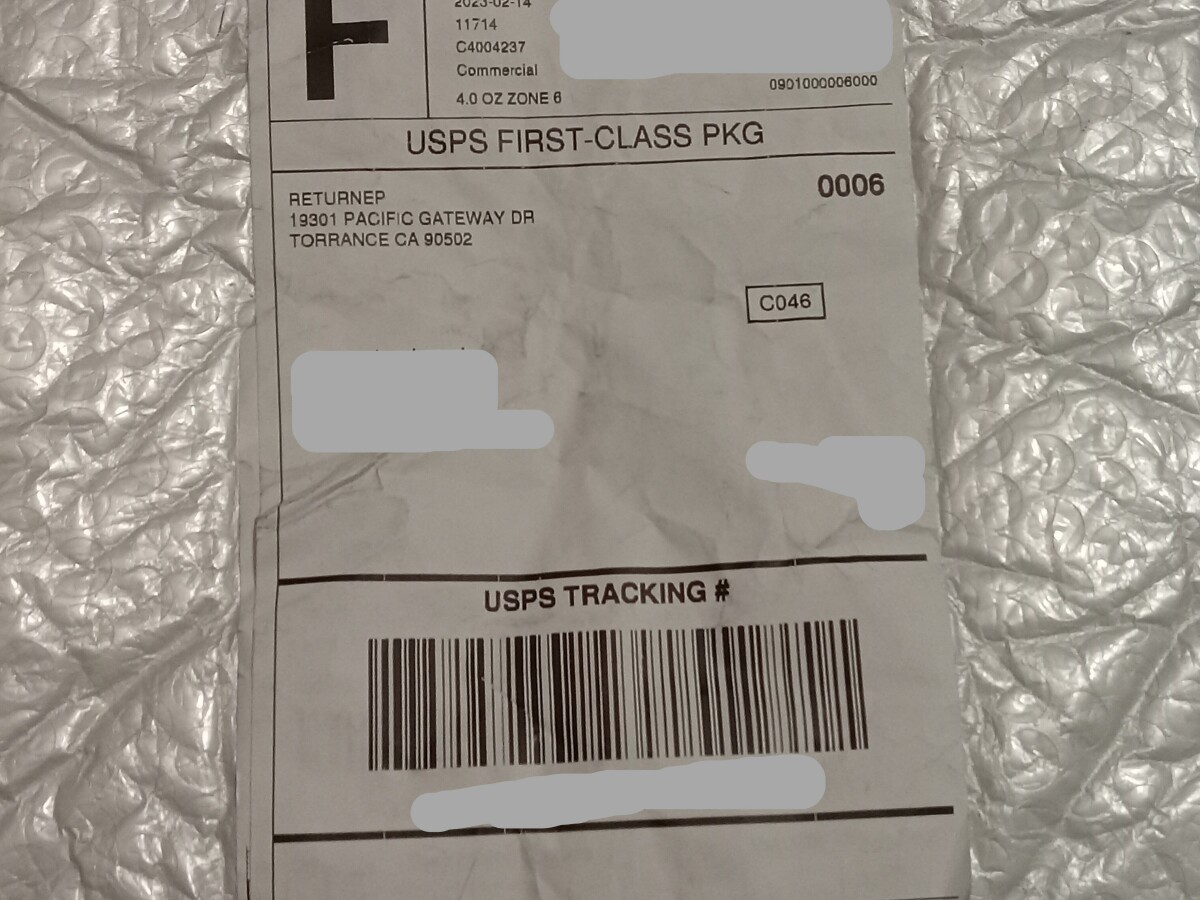 F
2023-02-14
11714
C4004237
Commercial
4.0 OZ ZONE 6
0901000006000
USPS FIRST-CLASS PKG
RETURNEP
19301 PACIFIC GATEWAY DR
TORRANCE CA 90502
0006
C046
USPS TRACKING #